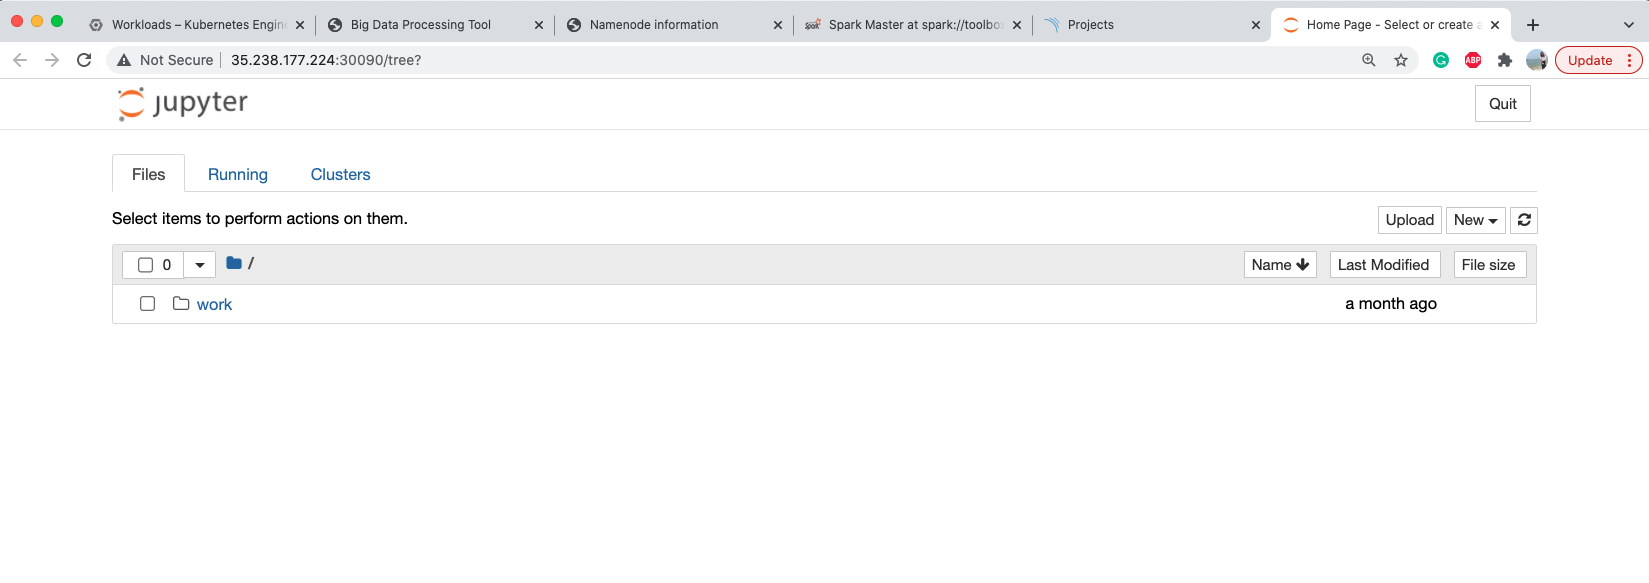 Workloads – Kubernetes Engin
Big Data Processing Tool
Namenode information
Spark Master at spark://toolbo
Projects
Home Page - Select or create a
Not Secure
35.238.177.224:30090/tree?
ABP
Update
jupyter
Quit
Files
Running
Clusters
Select items to perform actions on them.
Upload
New
0
/
Name
Last Modified
File size
work
a month ago